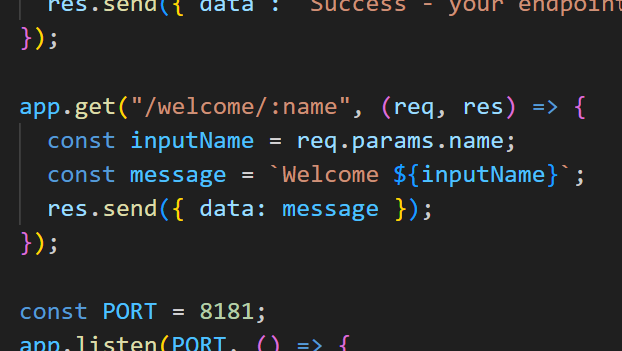 res.send({ data : `Success - your endpoint
});
app.get("/welcome/:name", (req, res) => {
const inputName = req.params.name;
const message = `Welcome ${inputName}`;
res.send({ data: message });
});
const PORT = 8181;
app.listen(PORT, () => {